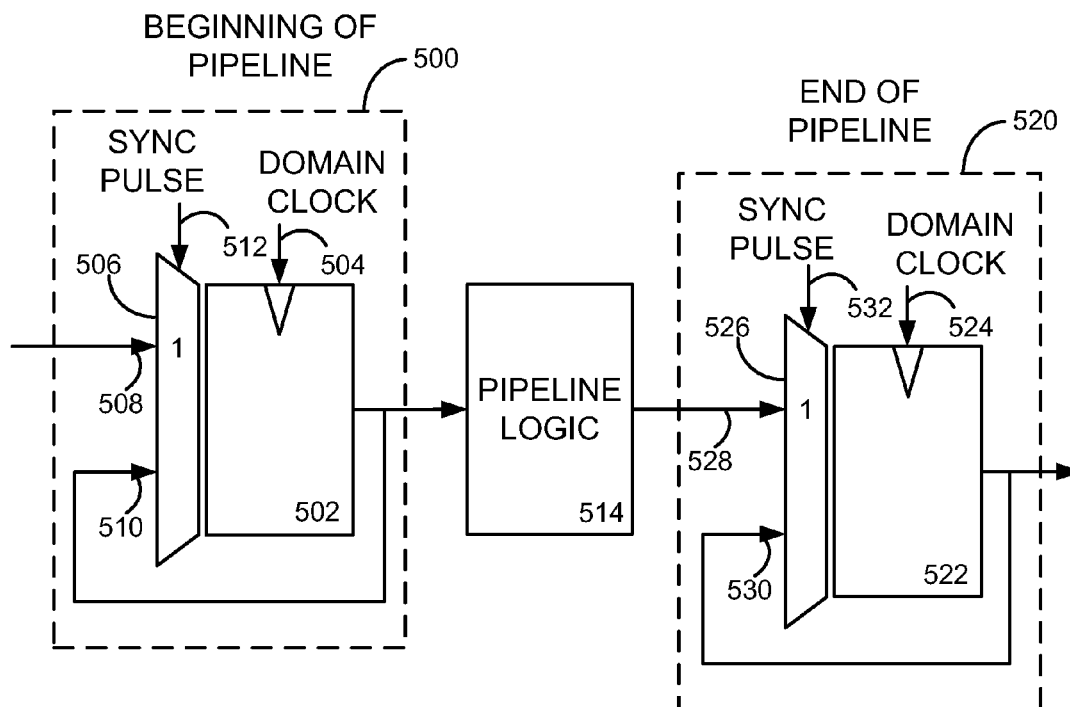 BEGINNING OF
PIPELINE
500
SYNC
PULSE
DOMAIN
CLOCK
512
504
506
1
508
510
502
PIPELINE
LOGIC
514
END OF
PIPELINE
520
SYNC
PULSE
DOMAIN
CLOCK
532
524
526
1
528
530
522